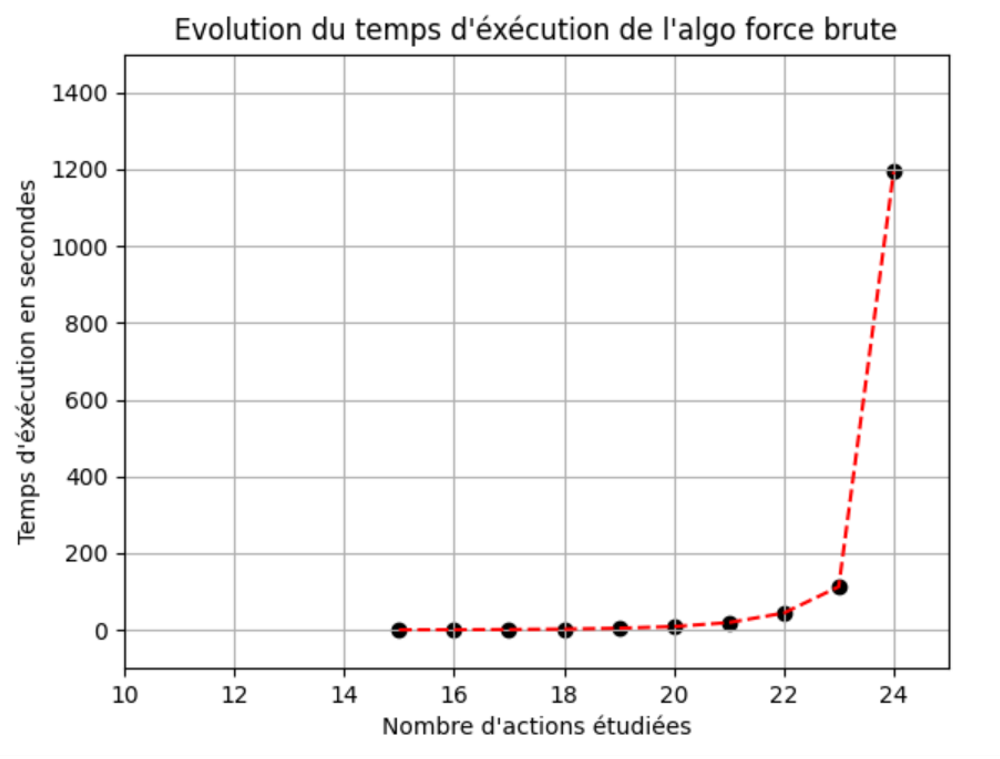 Evolution du temps d'éxécution de l'algo force brute
1400
1200
1000
800
600
400
200
0
Temps d'éxécution en secondes
10 12 14 16 18 20 22 24
Nombre d'actions étudiées